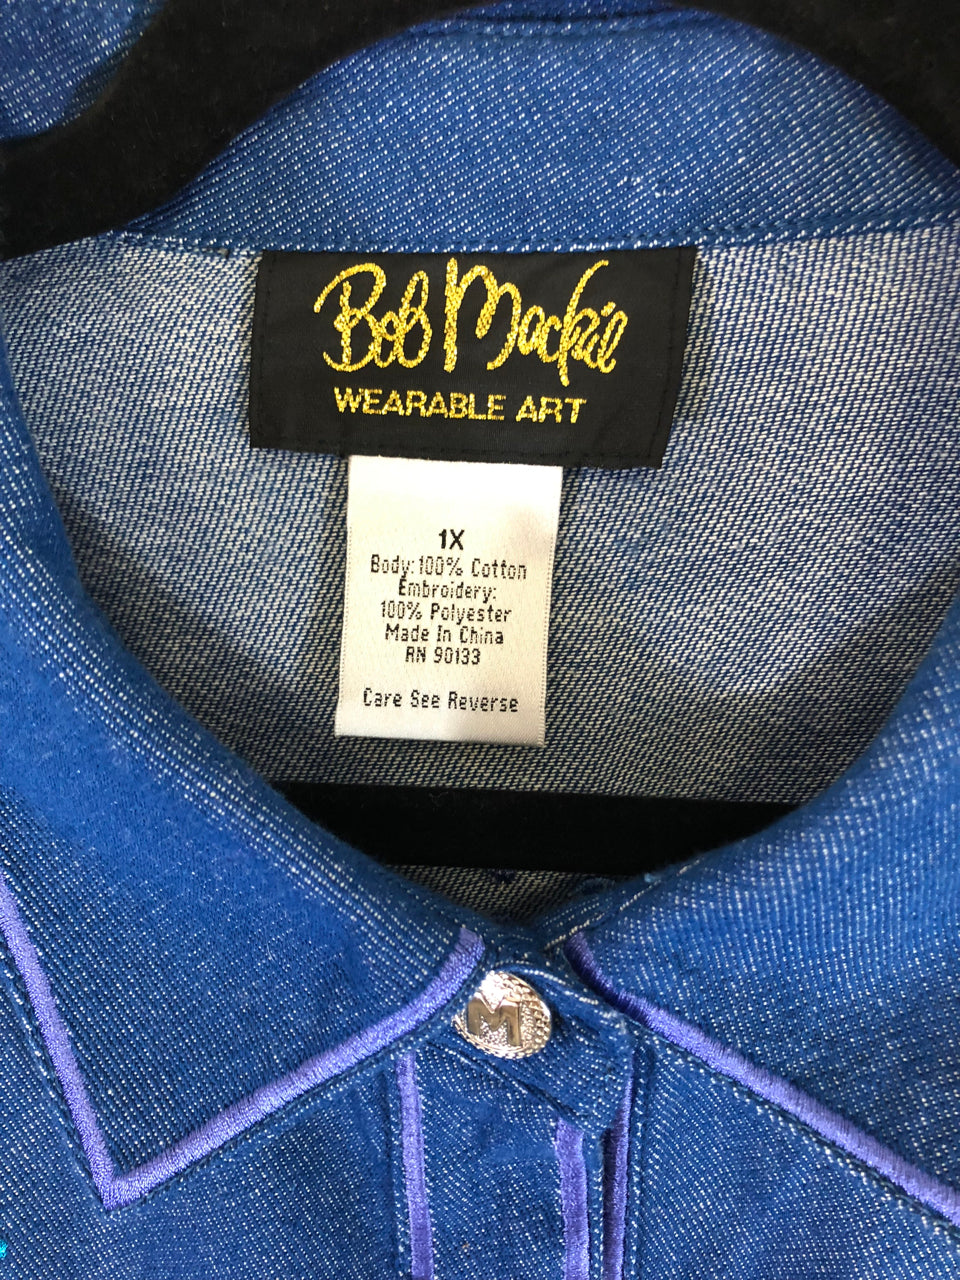 Bob Mackie
WEARABLE ART
1X
Body:100% Cotton
Embroidery:
100% Polyester
Made In China
RN 90133
Care See Reverse
M